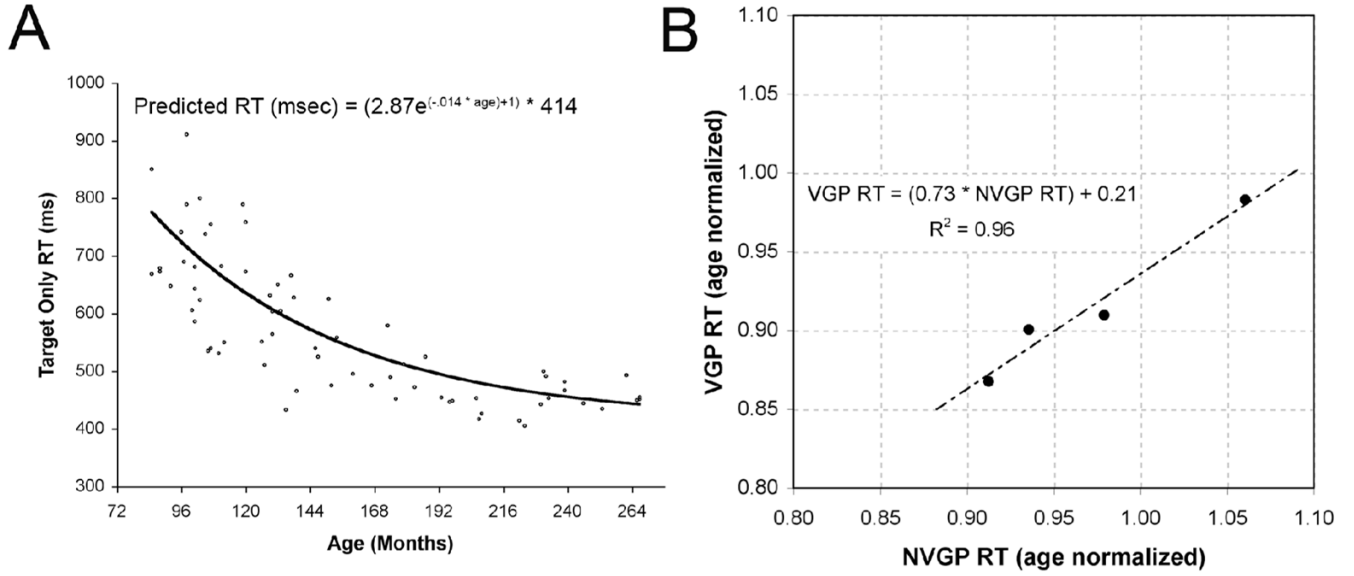 A
Predicted RT (msec) = (2.87e(-.014 * age)+1) * 414
Target Only RT (ms)
1000
900
800
700
600
500
400
300
72 96 120 144 168 192 216 240 264
Age (Months)
B
VGP RT = (0.73 * NVGP RT) + 0.21
R² = 0.96
VGP RT (age normalized)
1.10
1.05
1.00
0.95
0.90
0.85
0.80
0.80 0.85 0.90 0.95 1.00 1.05 1.10
NVGP RT (age normalized)